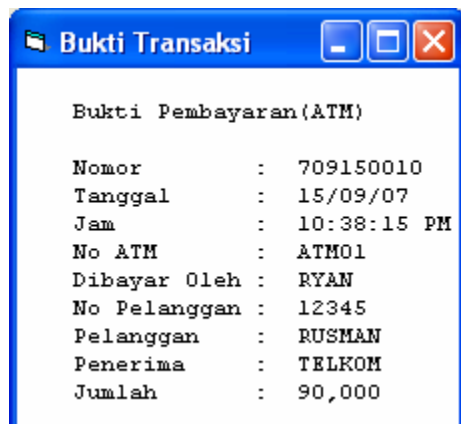 Bukti Transaksi
Bukti Pembayaran(ATM)
Nomor : 709150010
Tanggal : 15/09/07
Jam : 10:38:15 PM
No ATM : ATM01
Dibayar Oleh : RYAN
No Pelanggan : 12345
Pelanggan : RUSMAN
Penerima : TELKOM
Jumlah : 90,000